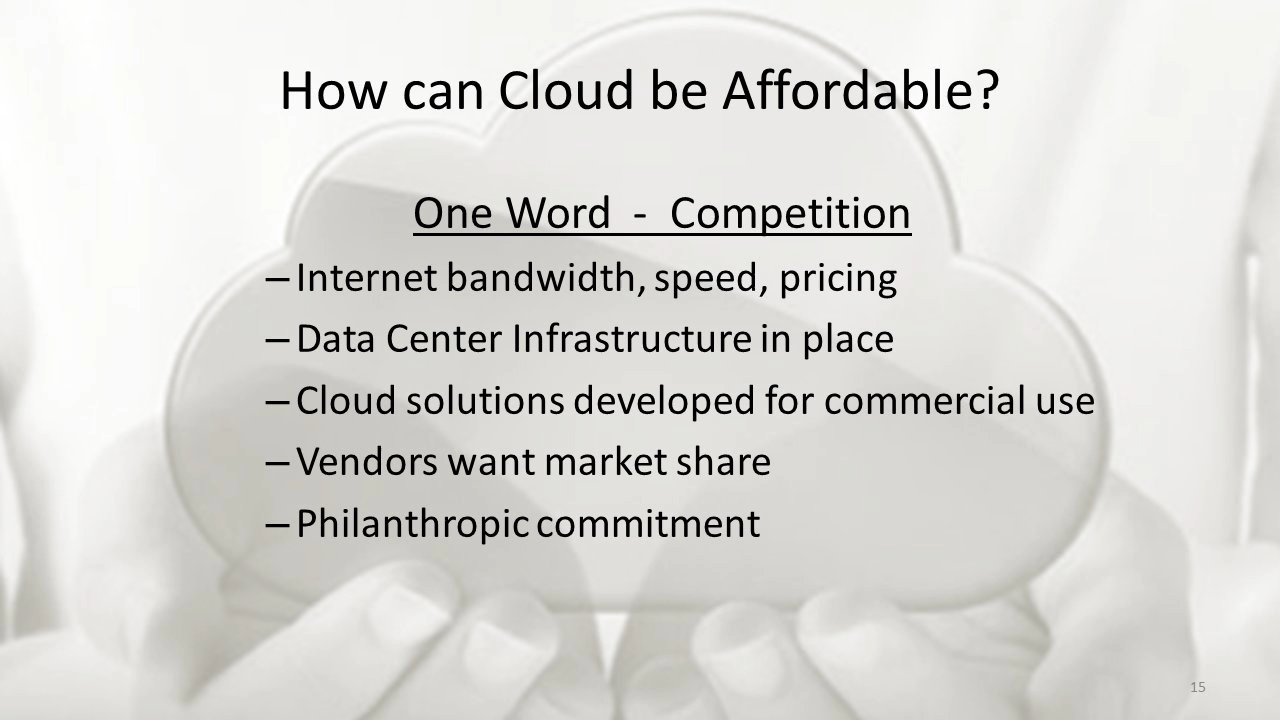 How can Cloud be Affordable?
One Word - Competition
– Internet bandwidth, speed, pricing
– Data Center Infrastructure in place
– Cloud solutions developed for commercial use
– Vendors want market share
– Philanthropic commitment
15